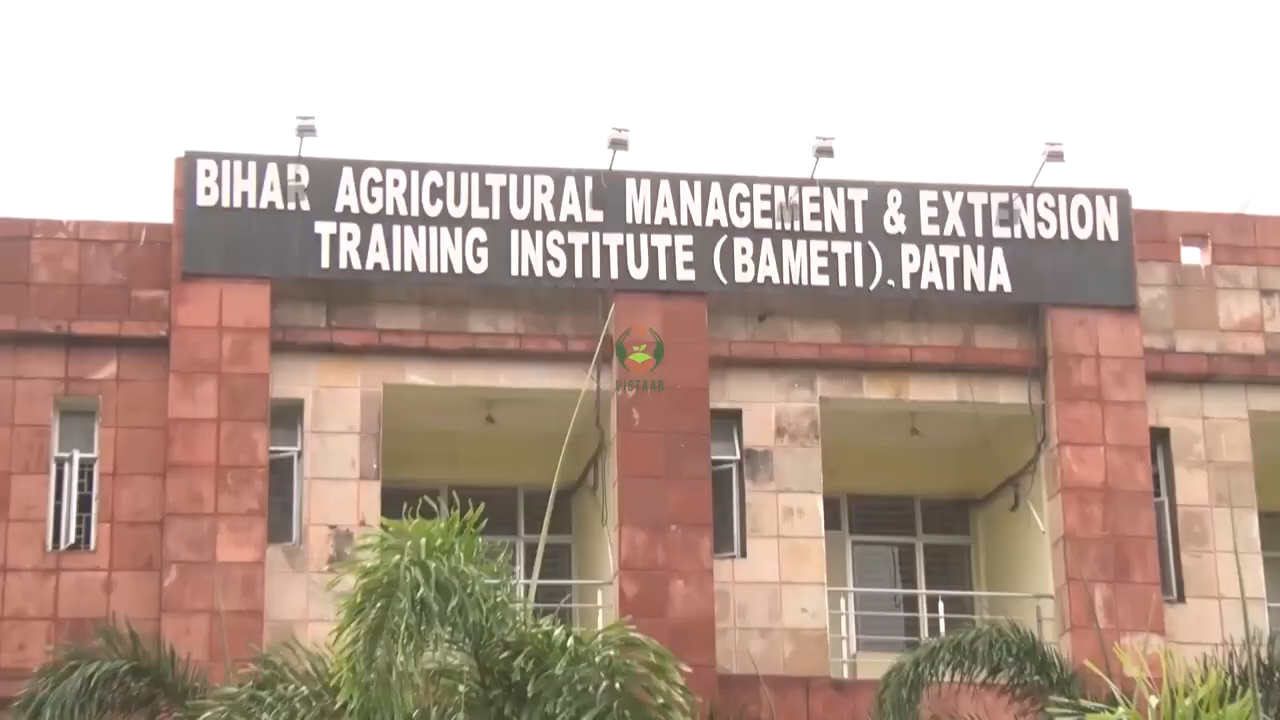 BIHAR AGRICULTURAL MANAGEMENT & EXTENSION
TRAINING INSTITUTE (BAMETI).PATNA
VISTAAR